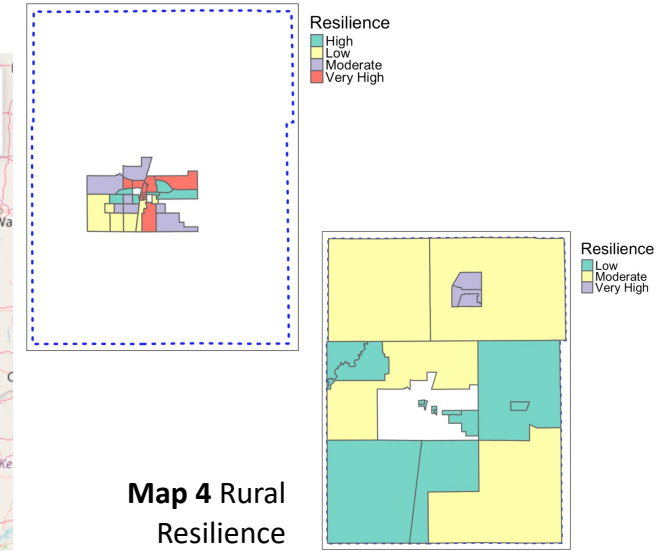 Resilience
High
Low
Moderate
Very High
Resilience
Low
Moderate
Very High
Map 4 Rural
Resilience